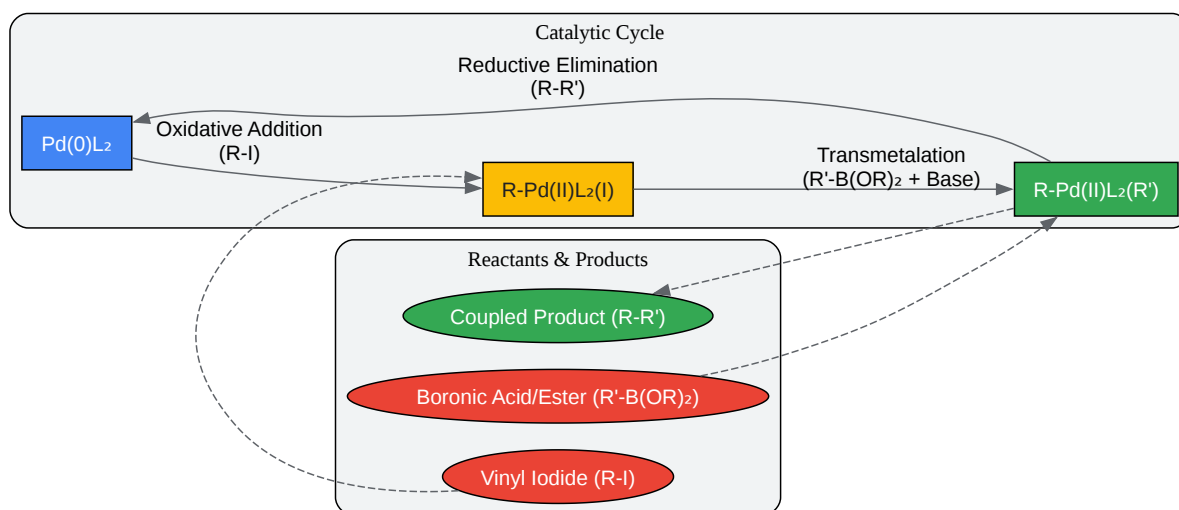 Catalytic Cycle
Reductive Elimination
(R-R')
Oxidative Addition
(R-I)
Pd(0)L₂
Transmetalation
(R'-B(OR)₂ + Base)
R-Pd(II)L₂(I)
R-Pd(II)L₂(R')
Reactants & Products
Coupled Product (R-R')
Boronic Acid/Ester (R'-B(OR)₂)
Vinyl Iodide (R-I)